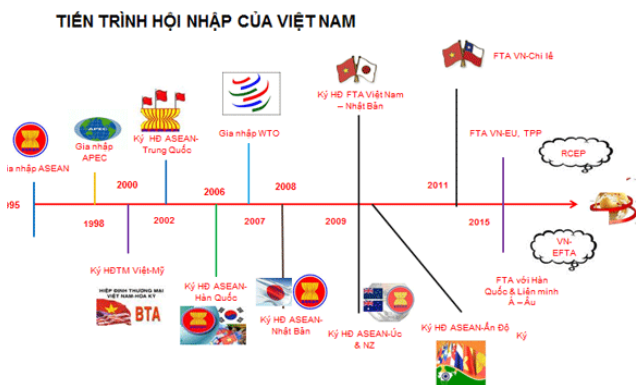 TIẾN TRÌNH HỘI NHẬP CỦA VIỆT NAM
FTA VN-Chi lê
Ký HĐ FTA Việt Nam
– Nhật Bản
APEC
Gia nhập
APEC
Ký HĐ ASEAN-
Trung Quốc
Gia nhập WTO
FTA VN-EU, TPP
RCEP
ia nhập ASEAN
995
1998
2000
2002
2006
2007
2008
2009
2011
2015
VN-
EFTA
Ký HĐTM Việt-Mỹ
HIỆP ĐỊNH THƯƠNG MẠI
VIỆT NAM-HOA KỲ
BTA
Ký HĐ ASEAN-
Hàn Quốc
Ký HĐ ASEAN-
Nhật Bản
Ký HĐ ASEAN-Úc
& NZ
Ký HĐ ASEAN-Ấn Độ
Ký
FTA với Hàn
Quốc & Liên minh
Á – Âu